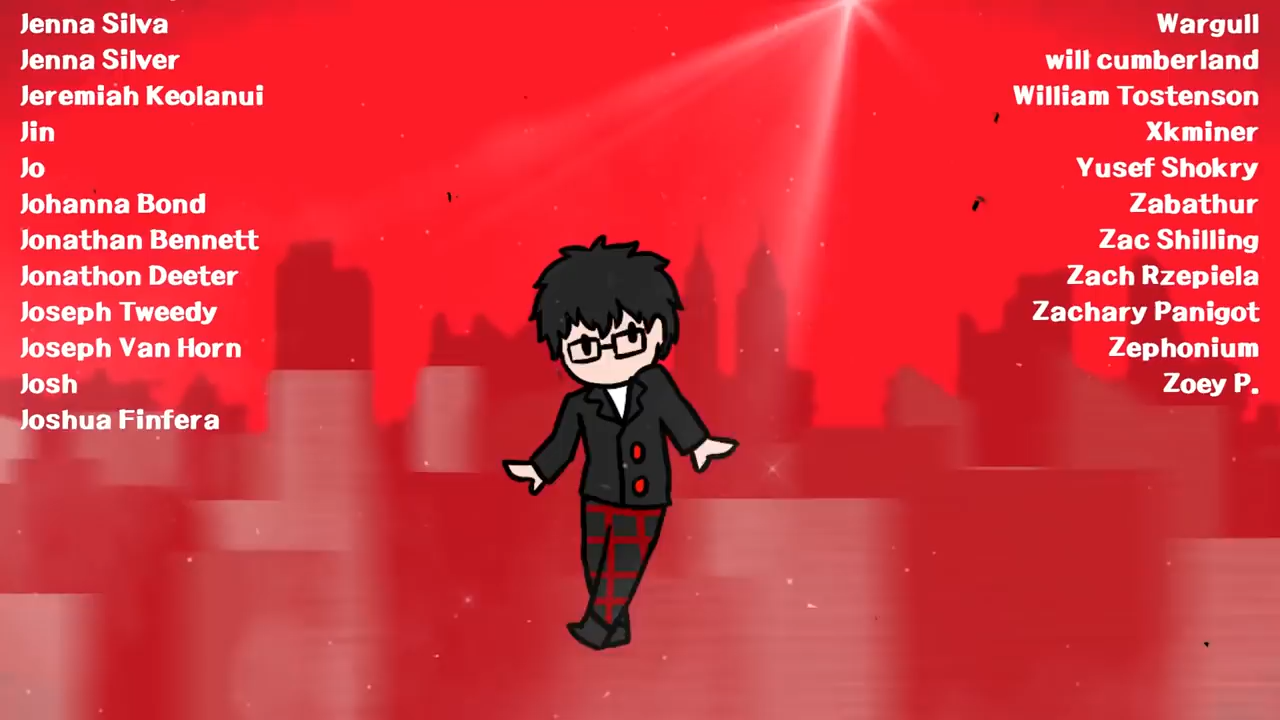 Jenna Silva
Jenna Silver
Jeremiah Keolanui
Jin
Jo
Johanna Bond
Jonathan Bennett
Jonathon Deeter
Joseph Tweedy
Joseph Van Horn
Josh
Joshua Finfera
Wargull
will cumberland
William Tostenson
Xkminer
Yusef Shokry
Zabathur
Zac Shilling
Zach Rzepiela
Zachary Panigot
Zephonium
Zoey P.